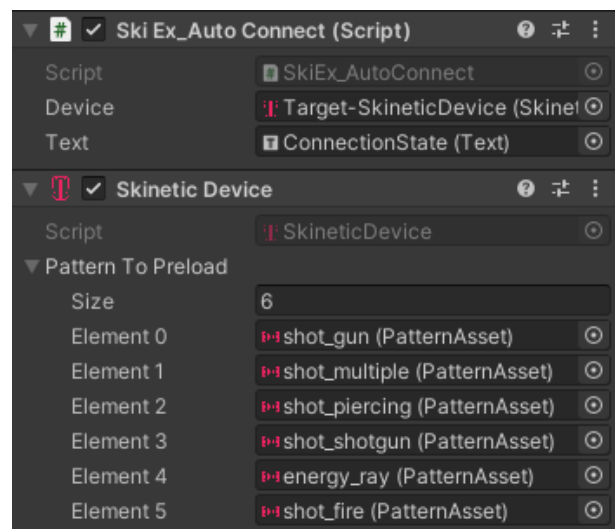 Ski Ex_Auto Connect (Script)
Script SkiEx_AutoConnect
Device Target-SkineticDevice (Skinet
Text ConnectionState (Text)
Skinetic Device
Script SkineticDevice
Pattern To Preload
Size 6
Element 0 shot_gun (PatternAsset)
Element 1 shot_multiple (PatternAsset)
Element 2 shot_piercing (PatternAsset)
Element 3 shot_shotgun (PatternAsset)
Element 4 energy_ray (PatternAsset)
Element 5 shot_fire (PatternAsset)